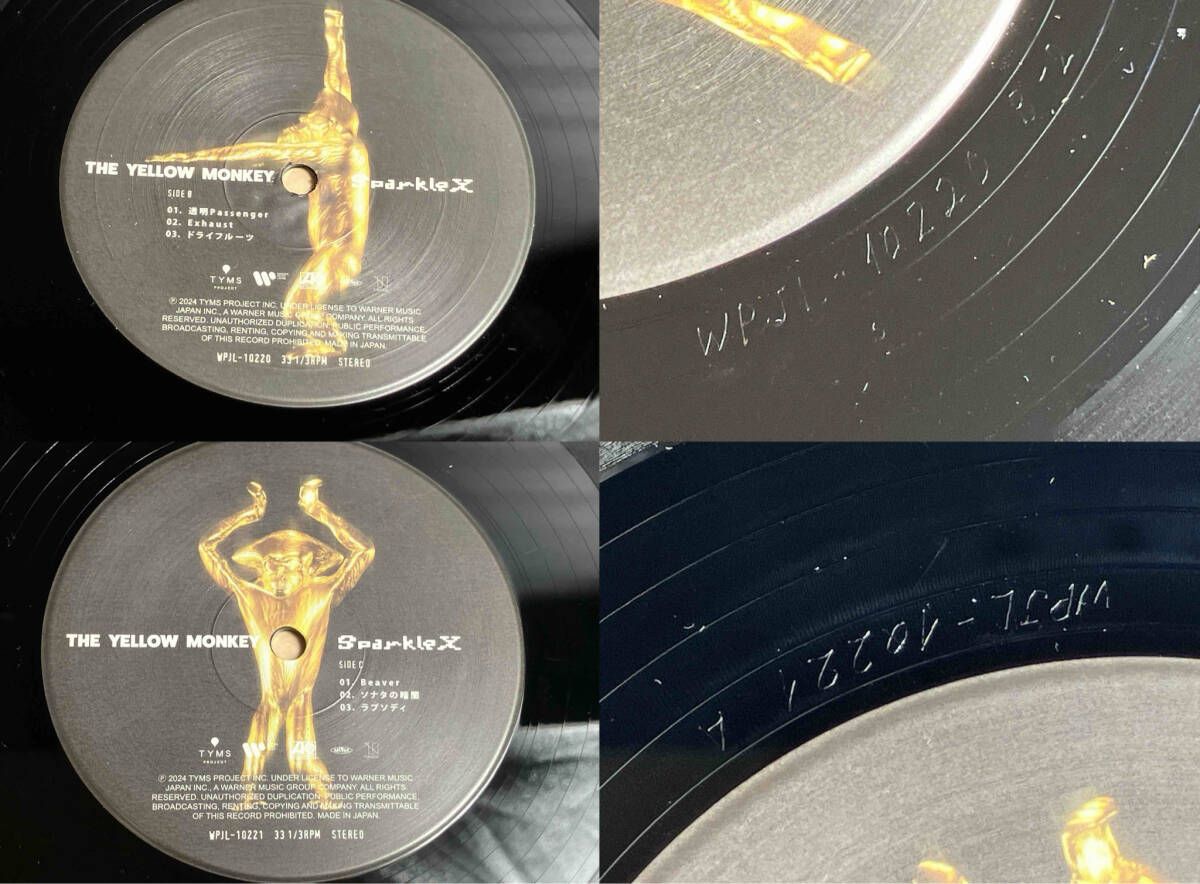 THE YELLOW MONKEY
SparkleX
SIDE B
01. 透明Passenger
02. Exhaust
03. ドライフルーツ
TYMS
PROJECT
℗ 2024 TYMS PROJECT INC. UNDER LICENSE TO WARNER MUSIC
JAPAN INC., A WARNER MUSIC GROUP COMPANY. ALL RIGHTS
RESERVED. UNAUTHORIZED DUPLICATION, PUBLIC PERFORMANCE,
BROADCASTING, RENTING, COPYING AND MAKING TRANSMITTABLE
OF THIS RECORD PROHIBITED. MADE IN JAPAN.
WPJL-10220 33 1/3RPM STEREO
WPJL-10220 B-2
THE YELLOW MONKEY
SparkleX
SIDE C
01. Beaver
02. ソナタの暗闇
03. ラプソディ
TYMS
PROJECT
℗ 2024 TYMS PROJECT INC. UNDER LICENSE TO WARNER MUSIC
JAPAN INC., A WARNER MUSIC GROUP COMPANY. ALL RIGHTS
RESERVED. UNAUTHORIZED DUPLICATION, PUBLIC PERFORMANCE,
BROADCASTING, RENTING, COPYING AND MAKING TRANSMITTABLE
OF THIS RECORD PROHIBITED. MADE IN JAPAN.
WPJL-10221 33 1/3RPM STEREO
WPJL-10221 A